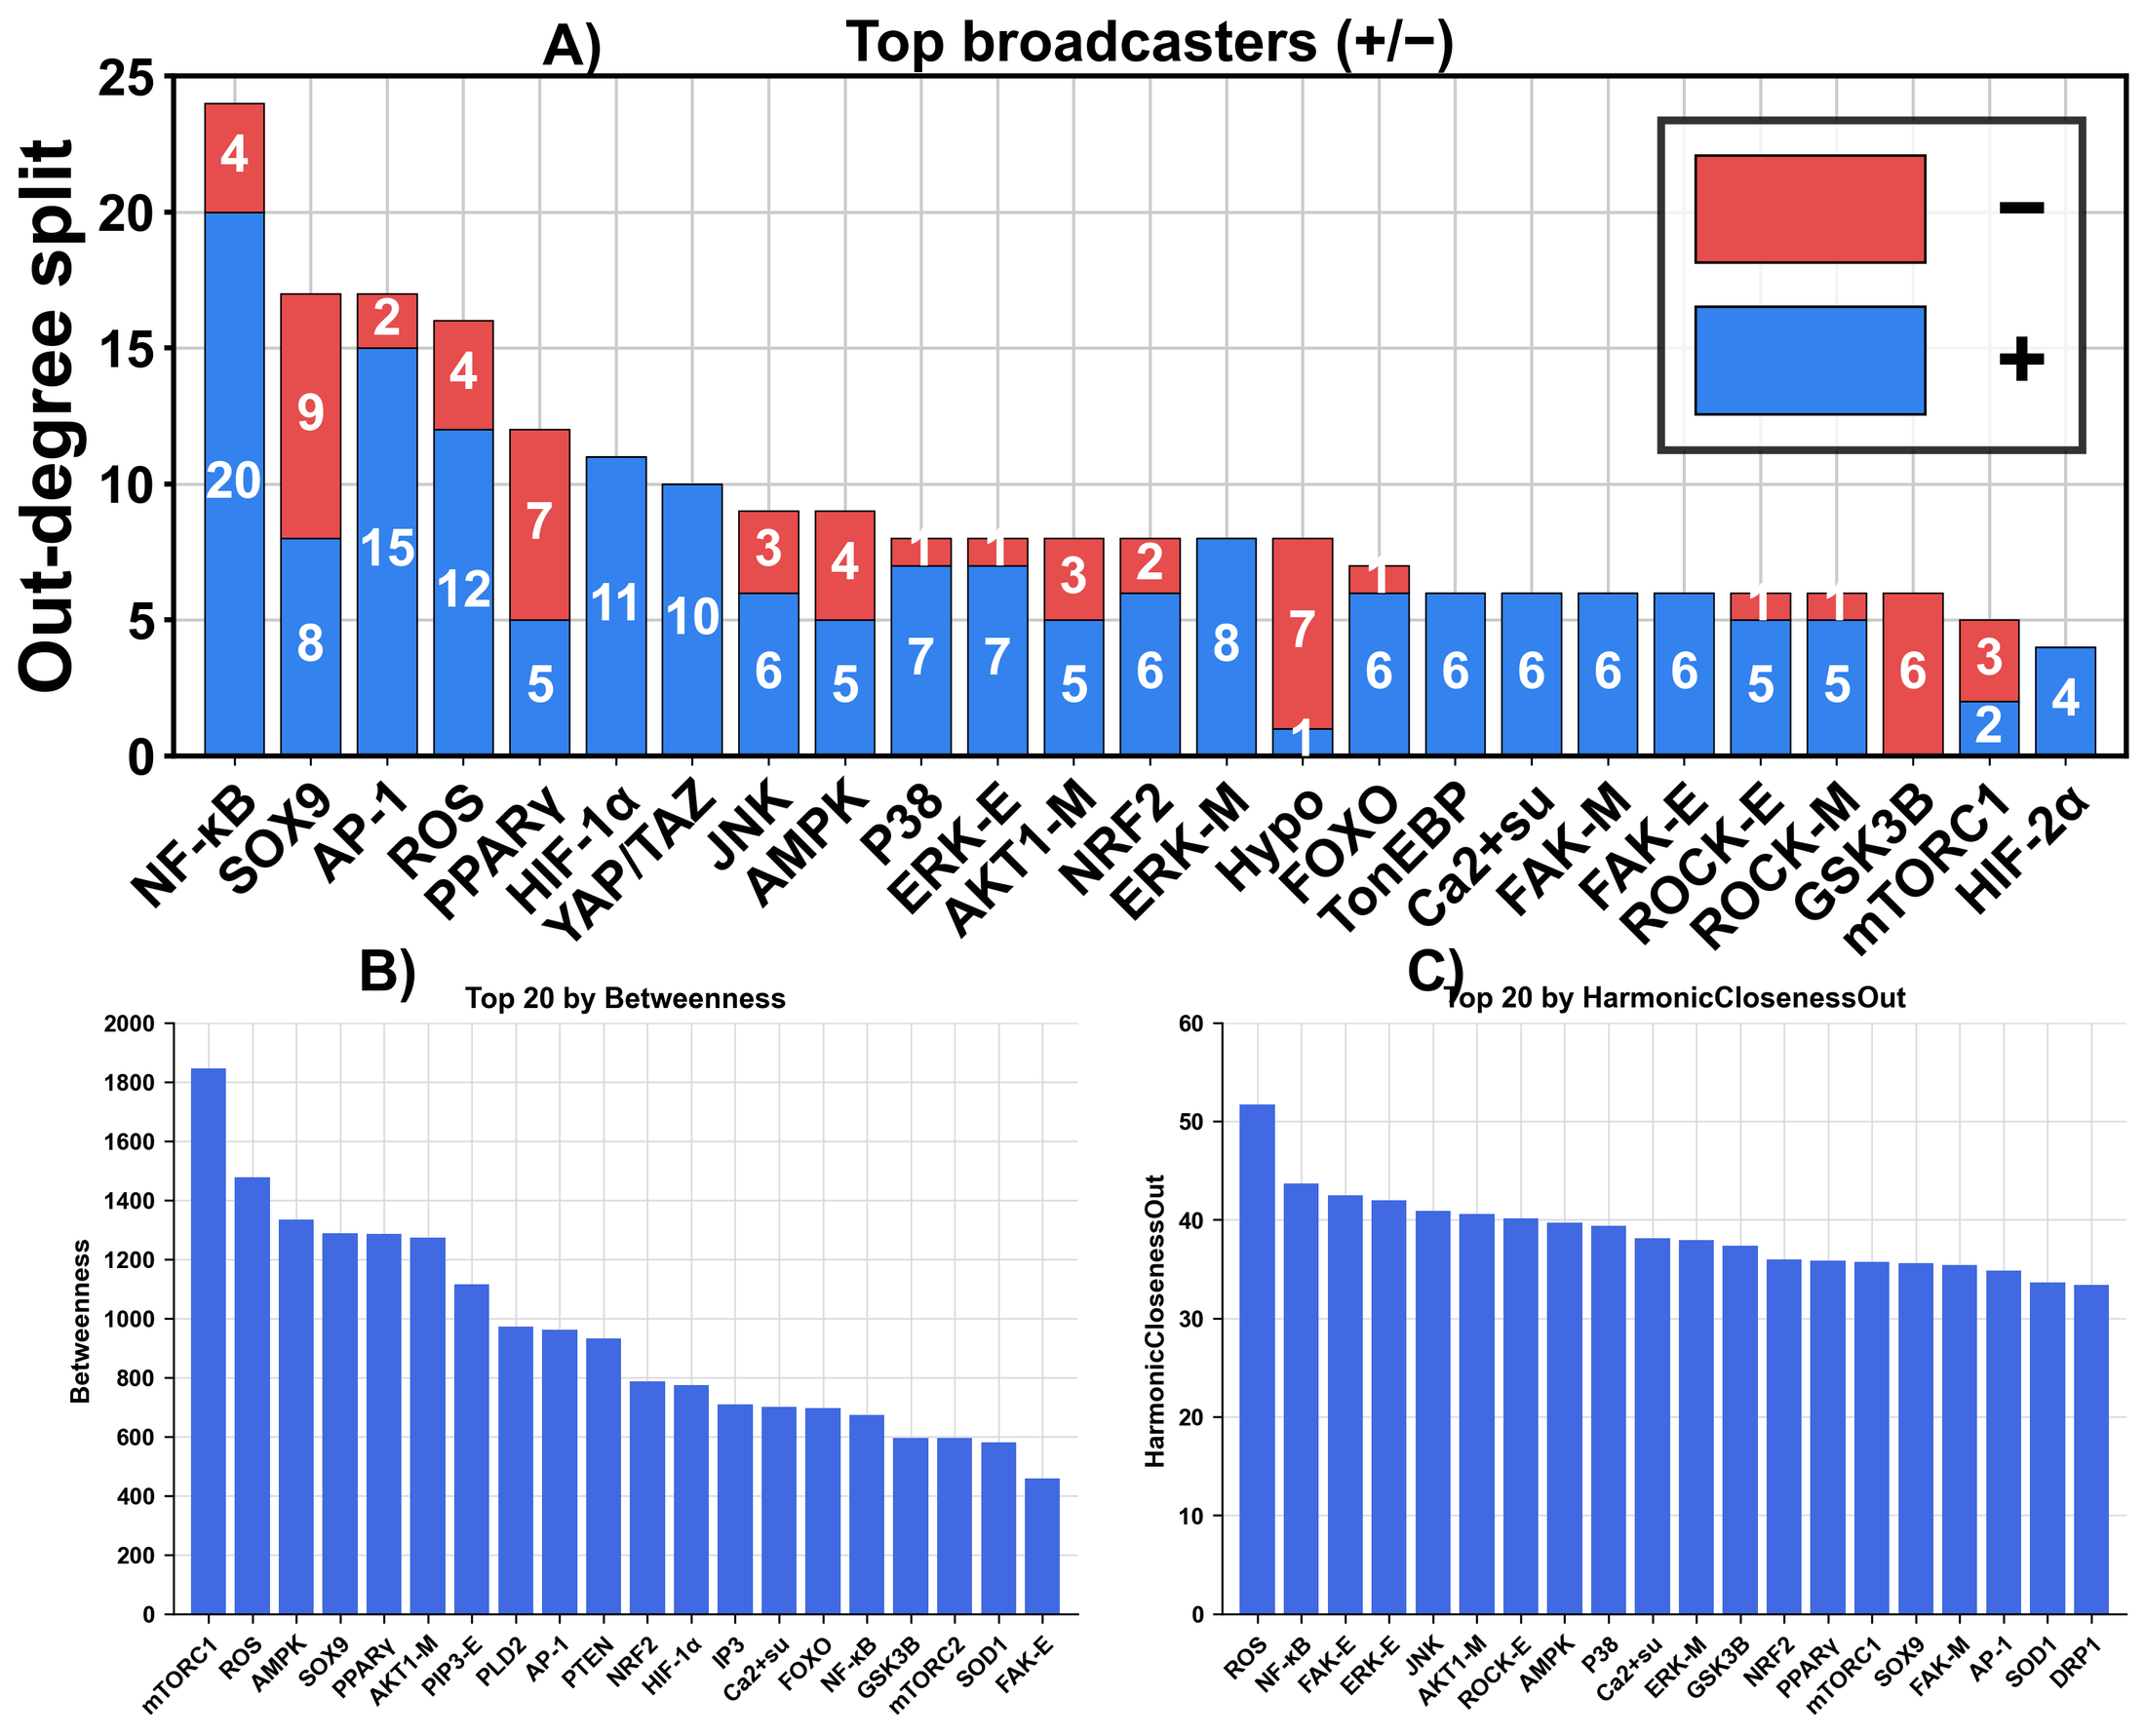 A)
Top broadcasters (+/−)
Out-degree split
25
20
15
10
5
0
4
20
9
8
2
15
4
12
7
5
11
10
3
6
4
5
1
7
1
7
3
5
2
6
8
7
1
1
6
6
6
6
6
1
5
1
5
6
3
2
4
−
+
NF-κB
SOX9
AP-1
ROS
PPARγ
HIF-1α
YAP/TAZ
JNK
AMPK
P38
ERK-E
AKT1-M
NRF2
ERK-M
Hypo
FOXO
TonEBP
Ca2+su
FAK-M
FAK-E
ROCK-E
ROCK-M
GSK3B
mTORC1
HIF-2α
B)
Top 20 by Betweenness
Betweenness
2000
1800
1600
1400
1200
1000
800
600
400
200
0
mTORC1
ROS
AMPK
SOX9
PPARγ
AKT1-M
PIP3-E
PLD2
AP-1
PTEN
NRF2
HIF-1α
IP3
Ca2+su
FOXO
NF-κB
GSK3B
mTORC2
SOD1
FAK-E
C)
Top 20 by HarmonicClosenessOut
HarmonicClosenessOut
60
50
40
30
20
10
0
ROS
NF-κB
FAK-E
ERK-E
JNK
AKT1-M
ROCK-E
AMPK
P38
Ca2+su
ERK-M
GSK3B
NRF2
PPARγ
mTORC1
SOX9
FAK-M
AP-1
SOD1
DRP1